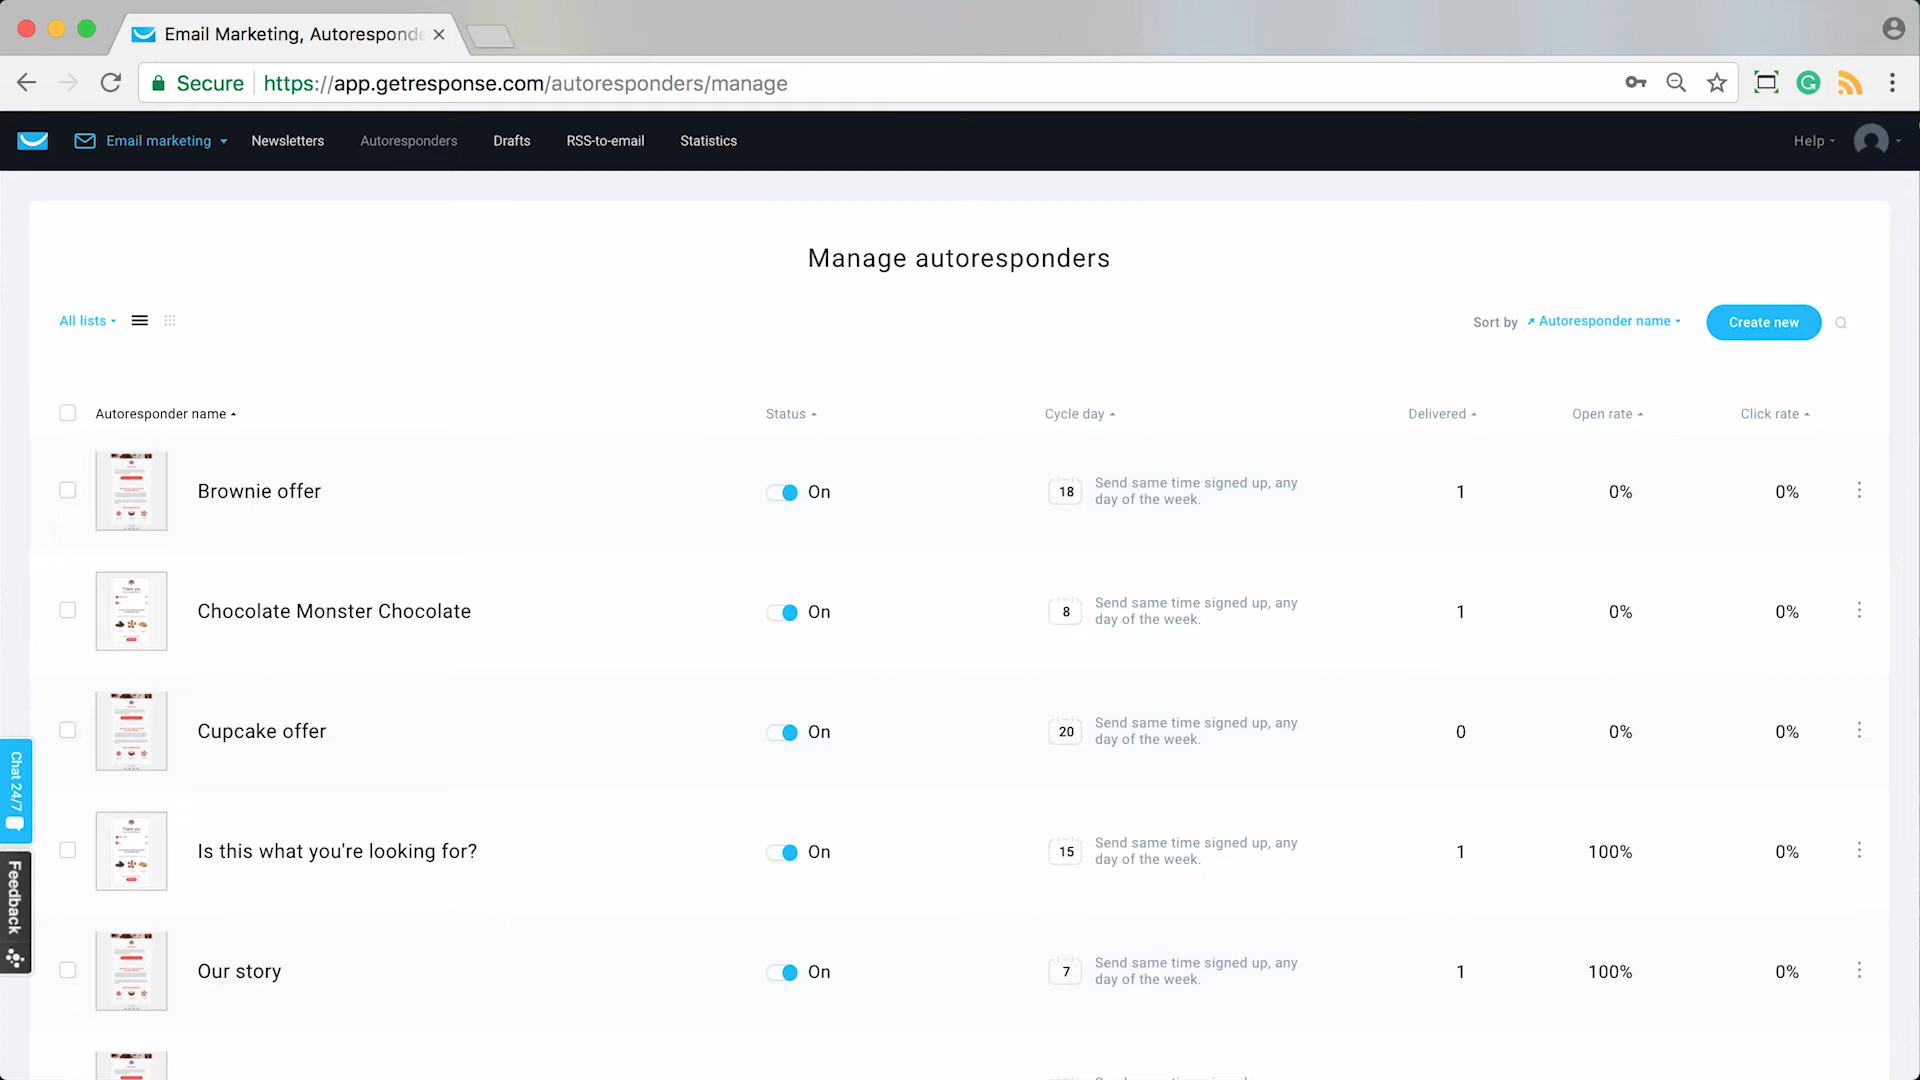 Email Marketing, Autoresponde
Secure https://app.getresponse.com/autoresponders/manage
Email marketing Newsletters Autoresponders Drafts RSS-to-email Statistics Help
Manage autoresponders
All lists Sort by Autoresponder name Create new
Autoresponder name Status Cycle day Delivered Open rate Click rate
Brownie offer On 18 Send same time signed up, any day of the week. 1 0% 0%
Chocolate Monster Chocolate On 8 Send same time signed up, any day of the week. 1 0% 0%
Cupcake offer On 20 Send same time signed up, any day of the week. 0 0% 0%
Is this what you're looking for? On 15 Send same time signed up, any day of the week. 1 100% 0%
Our story On 7 Send same time signed up, any day of the week. 1 100% 0%
Chat 24/7
Feedback